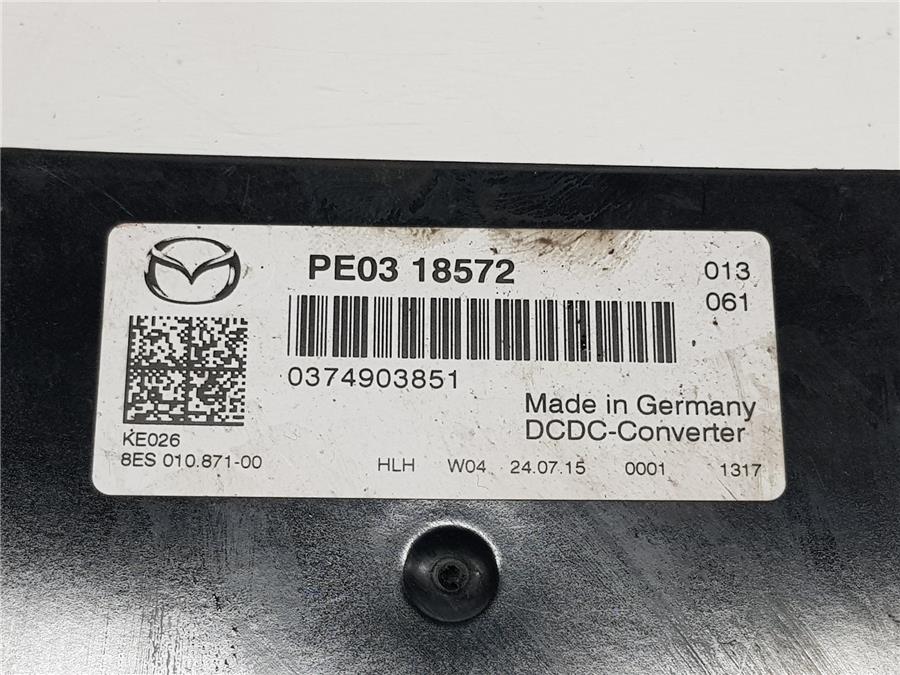 PE03 18572
013
061
0374903851
Made in Germany
DCDC-Converter
KE026
8ES 010.871-00 HLH W04 24.07.15 0001 1317